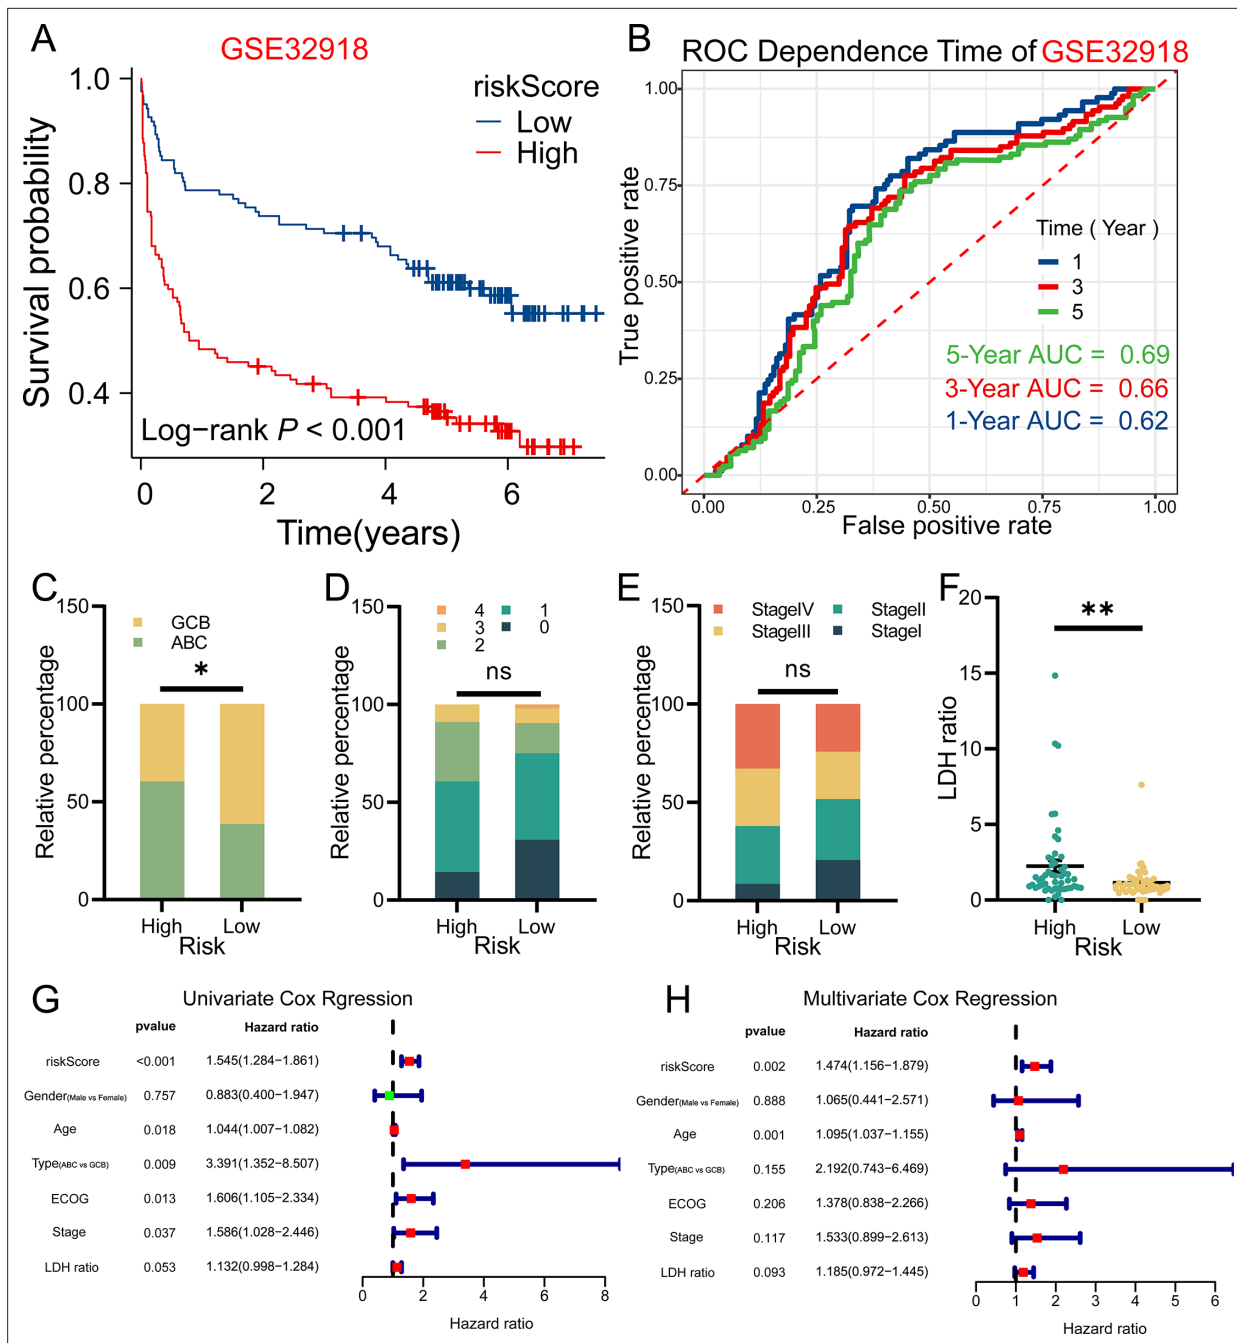 A
GSE32918
riskScore
Low
High
1.0
0.8
0.6
0.4
Survival probability
Log−rank P < 0.001
0 2 4 6
Time(years)
B
ROC Dependence Time of GSE32918
1.00
0.75
0.50
0.25
0.00
True positive rate
Time ( Year )
1
3
5
5-Year AUC = 0.69
3-Year AUC = 0.66
1-Year AUC = 0.62
0.00 0.25 0.50 0.75 1.00
False positive rate
C
150
100
50
0
Relative percentage
GCB
ABC
*
High Low
Risk
D
150
100
50
0
Relative percentage
4 1
3 0
2
ns
High Low
Risk
E
150
100
50
0
Relative percentage
StageIV StageII
StageIII StageI
ns
High Low
Risk
F
20
15
10
5
0
LDH ratio
**
High Low
Risk
G
Univariate Cox Rgression
pvalue Hazard ratio
riskScore <0.001 1.545(1.284−1.861)
Gender(Male vs Female) 0.757 0.883(0.400−1.947)
Age 0.018 1.044(1.007−1.082)
Type(ABC vs GCB) 0.009 3.391(1.352−8.507)
ECOG 0.013 1.606(1.105−2.334)
Stage 0.037 1.586(1.028−2.446)
LDH ratio 0.053 1.132(0.998−1.284)
0 2 4 6 8
Hazard ratio
H
Multivariate Cox Regression
pvalue Hazard ratio
riskScore 0.002 1.474(1.156−1.879)
Gender(Male vs Female) 0.888 1.065(0.441−2.571)
Age 0.001 1.095(1.037−1.155)
Type(ABC vs GCB) 0.155 2.192(0.743−6.469)
ECOG 0.206 1.378(0.838−2.266)
Stage 0.117 1.533(0.899−2.613)
LDH ratio 0.093 1.185(0.972−1.445)
0 1 2 3 4 5 6
Hazard ratio